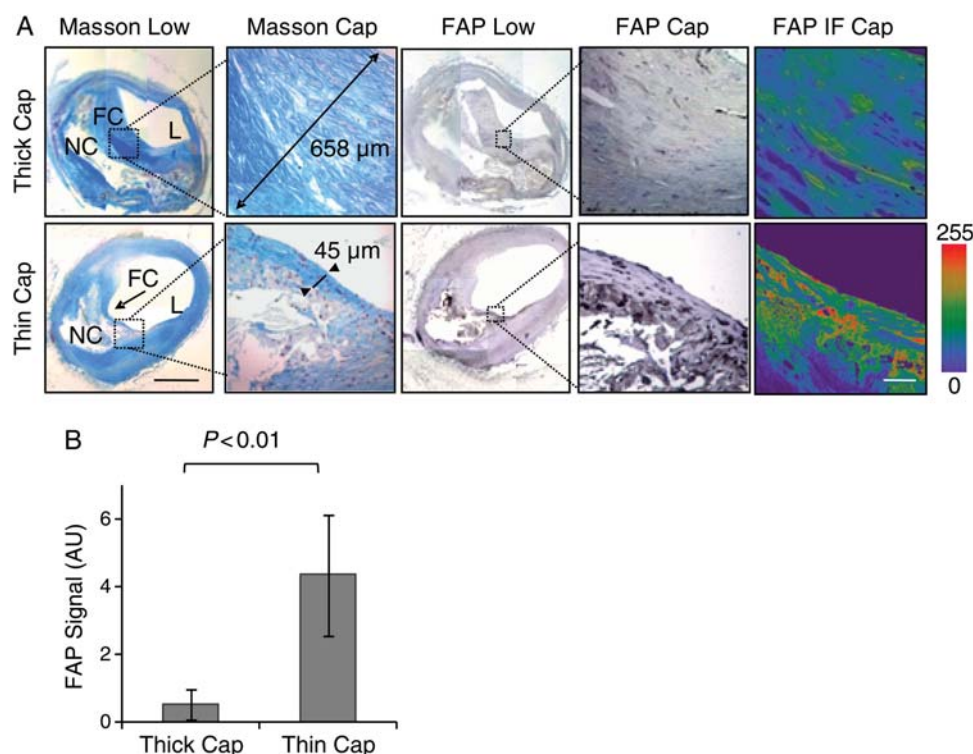 A
Masson Low Masson Cap FAP Low FAP Cap FAP IF Cap
Thick Cap
FC
L
NC
658 µm
Thin Cap
45 µm
FC
L
NC
255
0
B
P<0.01
FAP Signal (AU)
6
4
2
0
Thick Cap Thin Cap